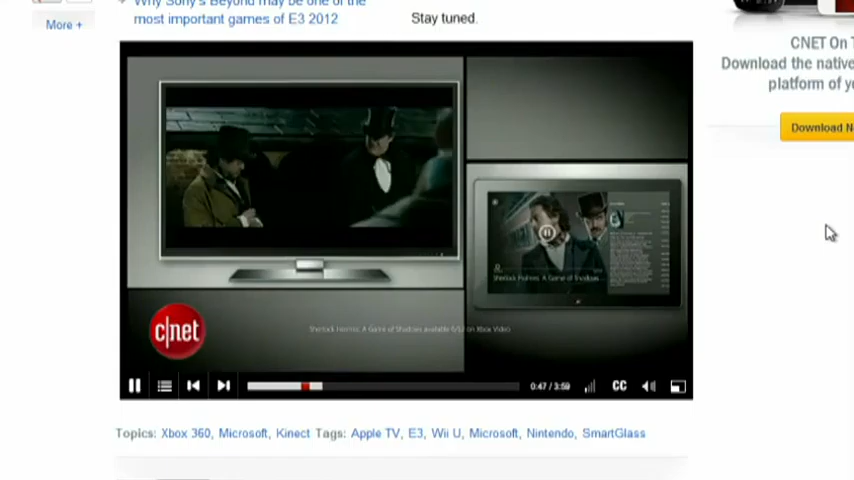 Why Sony's Beyond may be one of the
most important games of E3 2012
More +
Stay tuned.
CNET On T
Download the native
platform of yo
Download N
Sherlock Holmes: A Game of Shadows
c|net
Sherlock Holmes: A Game of Shadows available 6/12 on Xbox Video
0:47 / 3:59
CC
Topics: Xbox 360, Microsoft, Kinect Tags: Apple TV, E3, Wii U, Microsoft, Nintendo, SmartGlass